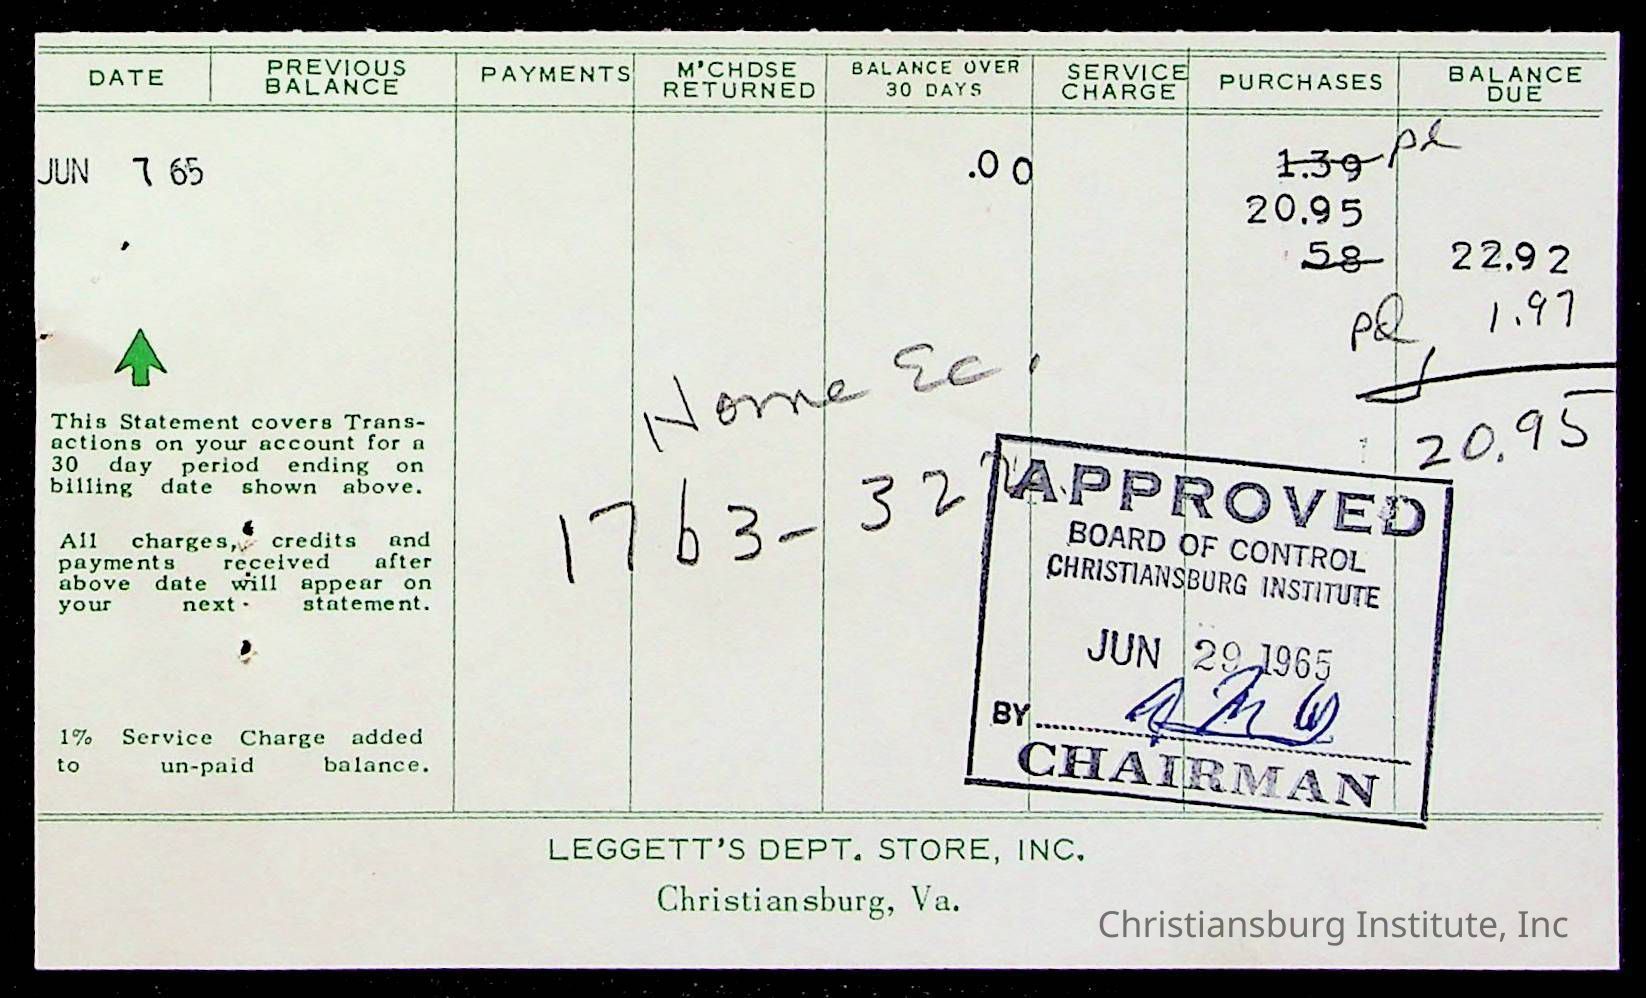 DATE PREVIOUS BALANCE PAYMENTS M'CHDSE RETURNED BALANCE OVER 30 DAYS SERVICE CHARGE PURCHASES BALANCE DUE
JUN 7 65 .00 1.39 pd
20.95
58 22.92
pd 1.97
20.95
Home Ec.
1763-322
This Statement covers Trans-
actions on your account for a
30 day period ending on
billing date shown above.
All charges, credits and
payments received after
above date will appear on
your next statement.
1% Service Charge added
to un-paid balance.
APPROVED
BOARD OF CONTROL
CHRISTIANSBURG INSTITUTE
JUN 29 1965
BY
CHAIRMAN
LEGGETT'S DEPT. STORE, INC.
Christiansburg, Va.
Christiansburg Institute, Inc